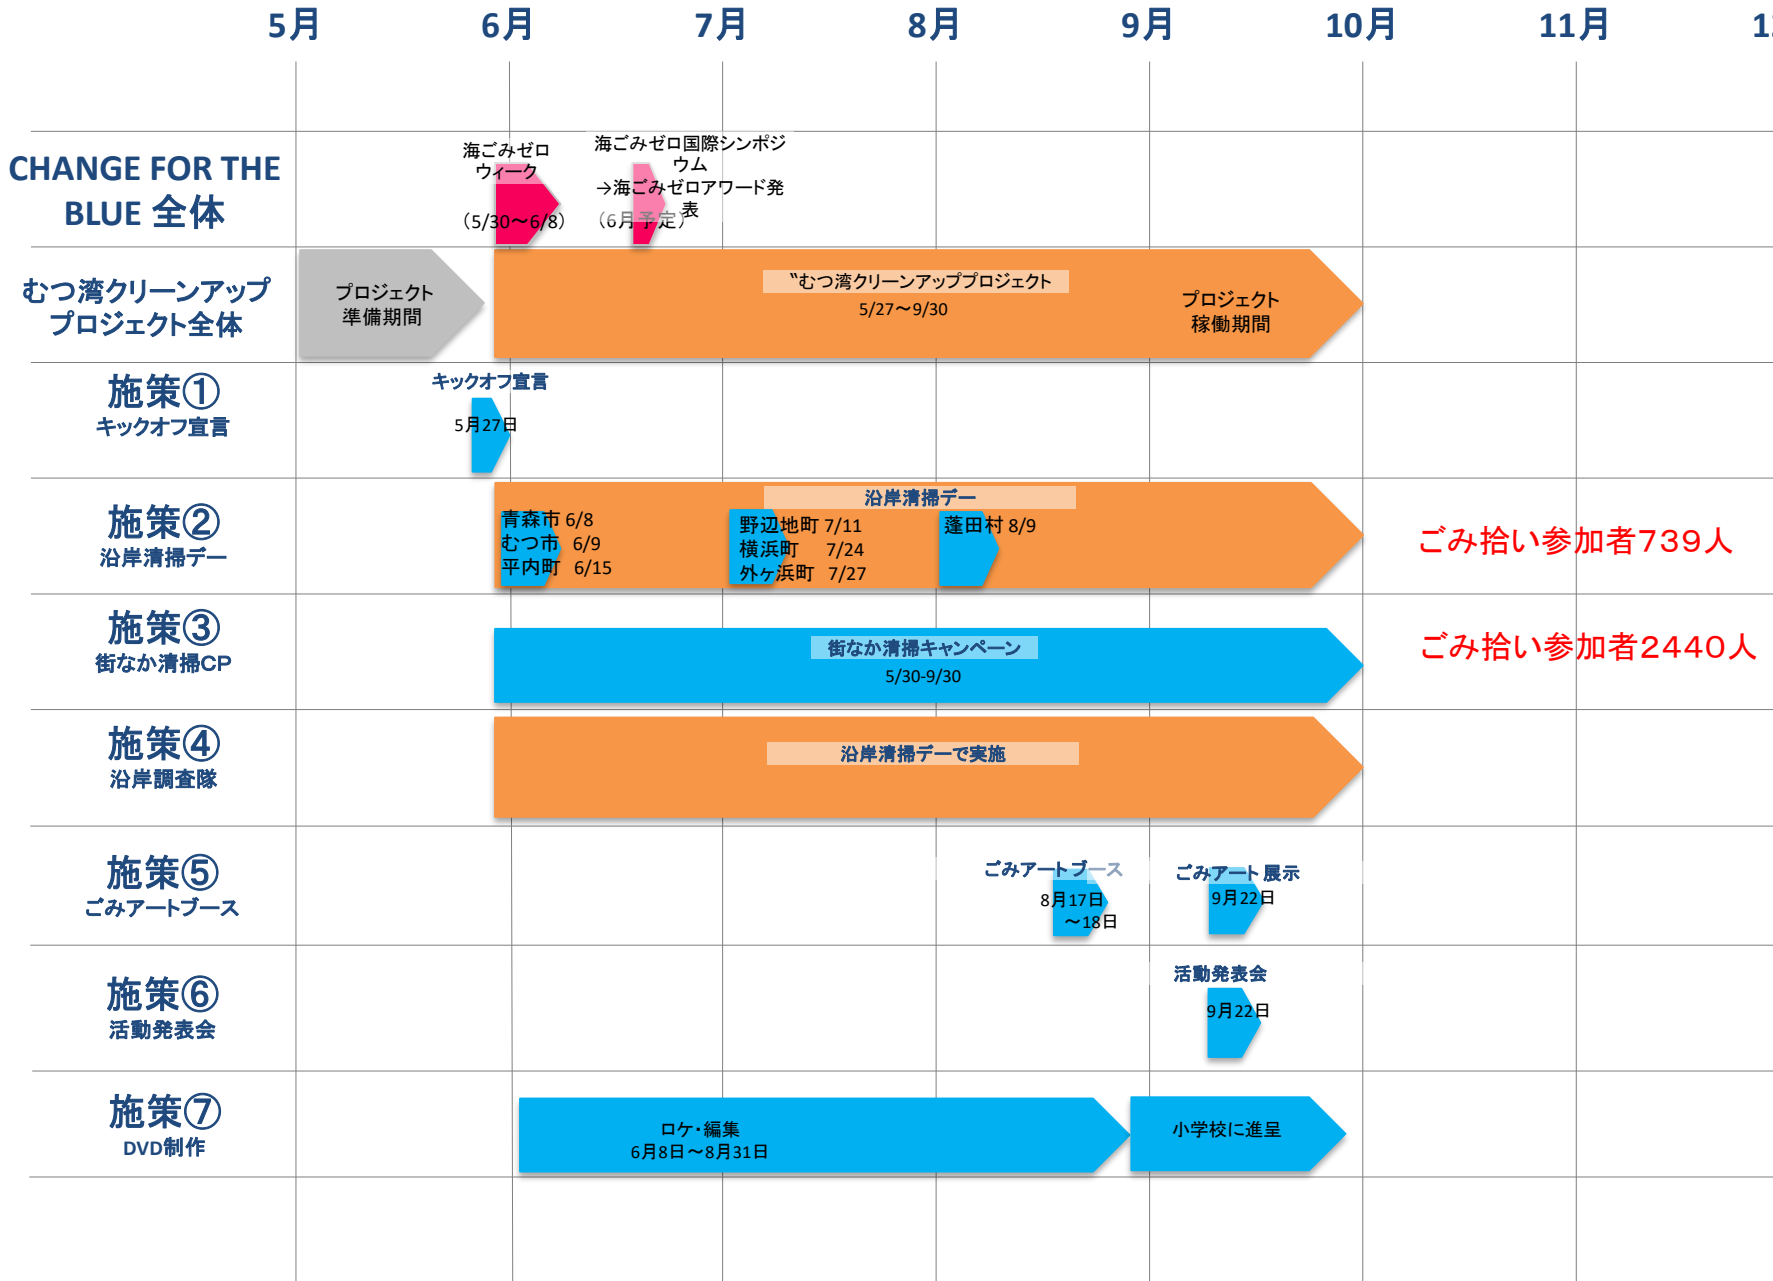 5月 6月 7月 8月 9月 10月 11月
CHANGE FOR THE
BLUE 全体
海ごみゼロ
ウィーク
（5/30～6/8）
海ごみゼロ国際シンポジ
ウム
→海ごみゼロアワード発
表
（6月予定）
むつ湾クリーンアップ
プロジェクト全体
プロジェクト
準備期間
〝むつ湾クリーンアッププロジェクト
5/27～9/30
プロジェクト
稼働期間
施策①
キックオフ宣言
キックオフ宣言
5月27日
施策②
沿岸清掃デー
沿岸清掃デー
青森市 6/8
むつ市 6/9
平内町 6/15
野辺地町 7/11
横浜町 7/24
外ヶ浜町 7/27
蓬田村 8/9
ごみ拾い参加者739人
施策③
街なか清掃CP
街なか清掃キャンペーン
5/30-9/30
ごみ拾い参加者2440人
施策④
沿岸調査隊
沿岸清掃デーで実施
施策⑤
ごみアートブース
ごみアートブース
8月17日
～18日
ごみアート展示
9月22日
施策⑥
活動発表会
活動発表会
9月22日
施策⑦
DVD制作
ロケ・編集
6月8日～8月31日
小学校に進呈